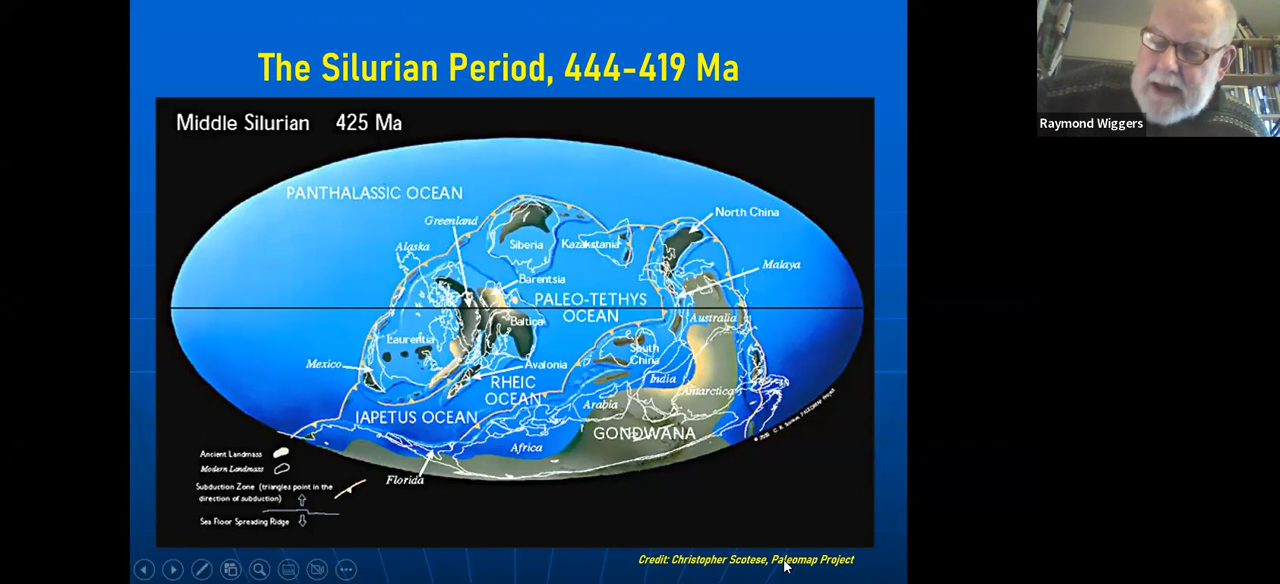 The Silurian Period, 444-419 Ma
Raymond Wiggers
Middle Silurian 425 Ma
PANTHALASSIC OCEAN
Greenland
North China
Alaska
Siberia
Kazakstania
Malaya
Barentsia
PALEO-TETHYS
OCEAN
Baltica
Australia
Laurentia
South
China
Mexico
Avalonia
India
RHEIC
OCEAN
Antarctica
Arabia
IAPETUS OCEAN
GONDWANA
Africa
Florida
Ancient Landmass
Modern Landmass
Subduction Zone (triangles point in the
direction of subduction)
Sea Floor Spreading Ridge
Credit: Christopher Scotese, Paleomap Project